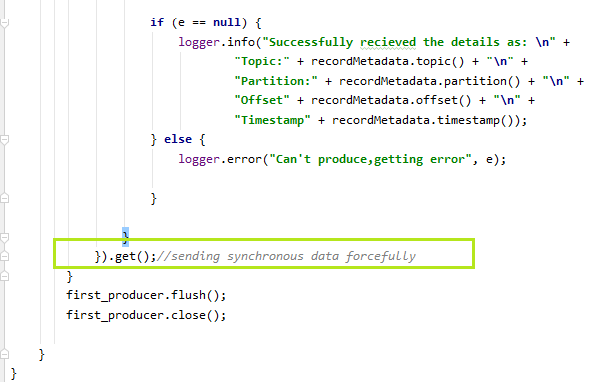 if (e == null) {
logger.info("Successfully recieved the details as: \n" +
"Topic:" + recordMetadata.topic() + "\n" +
"Partition:" + recordMetadata.partition() + "\n" +
"Offset" + recordMetadata.offset() + "\n" +
"Timestamp" + recordMetadata.timestamp());
} else {
logger.error("Can't produce,getting error", e);
}
}
}).get();//sending synchronous data forcefully
}
first_producer.flush();
first_producer.close();
}
}